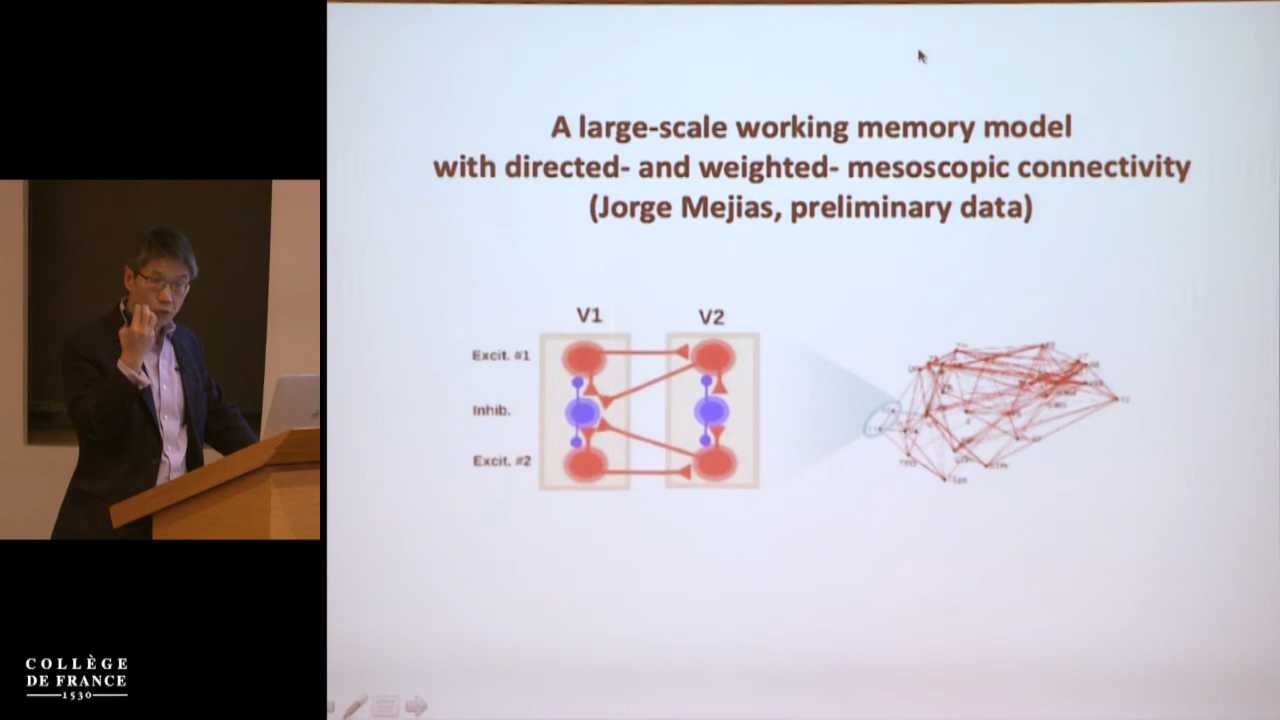 A large-scale working memory model
with directed- and weighted- mesoscopic connectivity
(Jorge Mejias, preliminary data)
V1
V2
Excit. #1
Inhib.
Excit. #2
COLLÈGE
DE FRANCE
1530